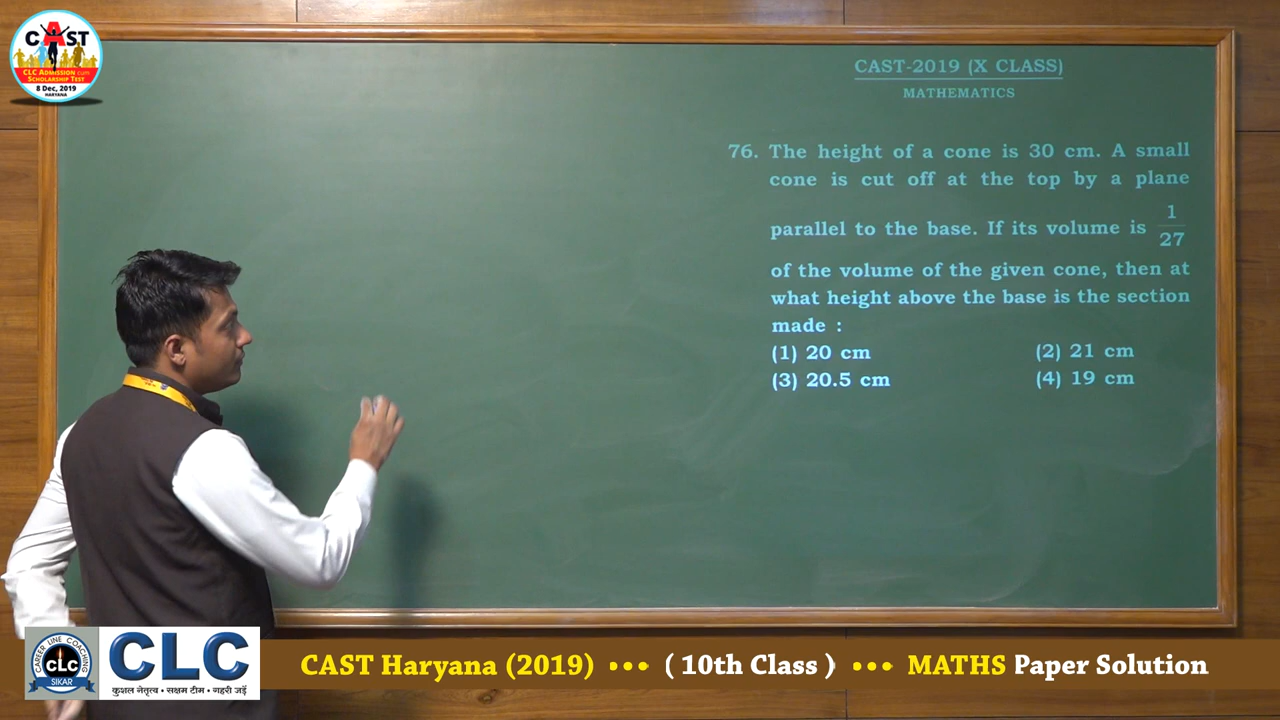 CAST
CLC ADMISSION cum
SCHOLARSHIP TEST
8 Dec, 2019
HARYANA
CAST-2019 (X CLASS)
MATHEMATICS
76. The height of a cone is 30 cm. A small
cone is cut off at the top by a plane
parallel to the base. If its volume is 1/27
of the volume of the given cone, then at
what height above the base is the section
made :
(1) 20 cm (2) 21 cm
(3) 20.5 cm (4) 19 cm
CAREER LINE COACHING
CLC
SIKAR
CLC
कुशल नेतृत्व • सक्षम टीम • गहरी जड़ें
CAST Haryana (2019) ••• ( 10th Class ) ••• MATHS Paper Solution